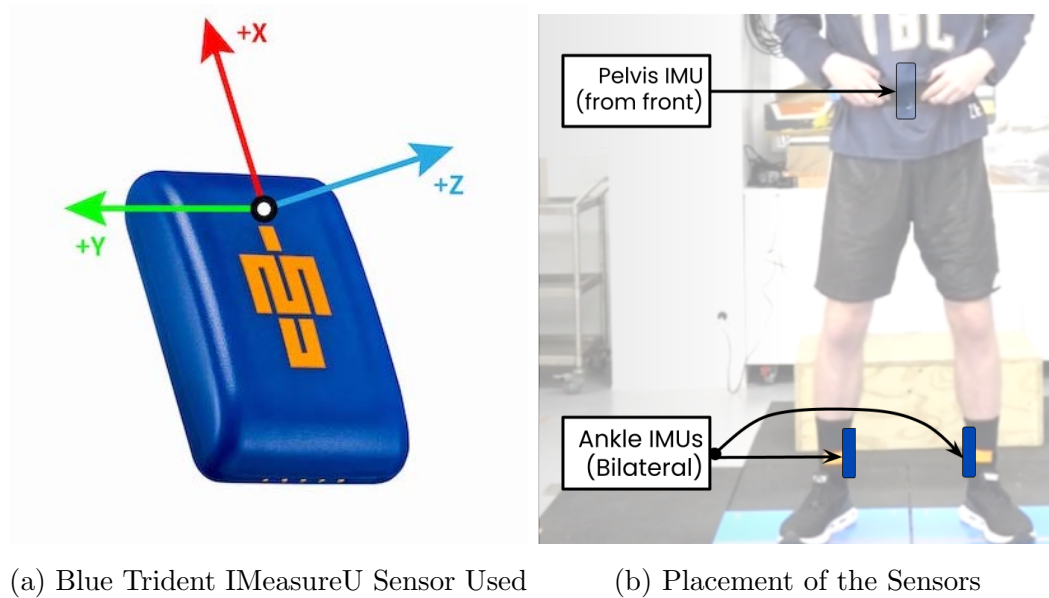 +X
+Z
+Y
Pelvis IMU
(from front)
Ankle IMUs
(Bilateral)
(a) Blue Trident IMeasureU Sensor Used
(b) Placement of the Sensors